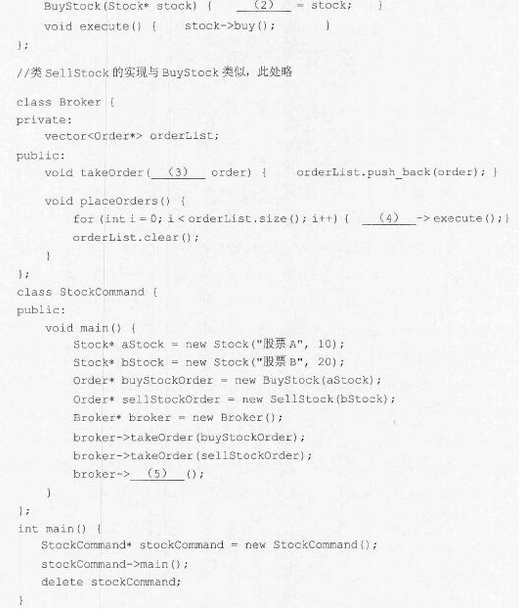 BuyStock(Stock* stock) { (2) = stock; }
void execute() { stock->buy(); }
};
//类 SellStock 的实现与 BuyStock 类似，此处略
class Broker {
private:
vector<Order*> orderList;
public:
void takeOrder( (3) order) { orderList.push_back(order); }
void placeOrders() {
for (int i = 0; i < orderList.size(); i++) { (4) -> execute();}
orderList.clear();
}
};
class StockCommand {
public:
void main() {
Stock* aStock = new Stock("股票 A", 10);
Stock* bStock = new Stock("股票 B", 20);
Order* buyStockOrder = new BuyStock(aStock);
Order* sellStockOrder = new SellStock(bStock);
Broker* broker = new Broker();
broker->takeOrder(buyStockOrder);
broker->takeOrder(sellStockOrder);
broker-> (5) ();
}
};
int main() {
StockCommand* stockCommand = new StockCommand();
stockCommand->main();
delete stockCommand;
}